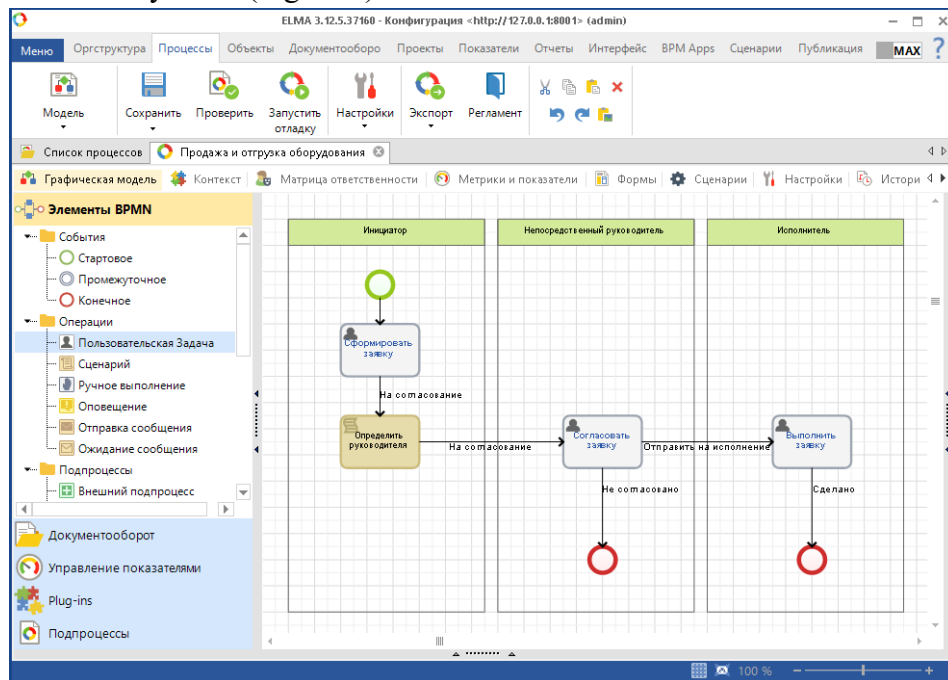 ELMA 3.12.5.37160 - Конфигурация <http://127.0.0.1:8001> (admin)
Меню Оргструктура Процессы Объекты Документооборо Проекты Показатели Отчеты Интерфейс BPM Apps Сценарии Публикация MAX ?
Модель Сохранить Проверить Запустить отладку Настройки Экспорт Регламент
Список процессов Продажа и отгрузка оборудования
Графическая модель Контекст Матрица ответственности Метрики и показатели Формы Сценарии Настройки Истори
Элементы BPMN
События
Стартовое
Промежуточное
Конечное
Операции
Пользовательская Задача
Сценарий
Ручное выполнение
Оповещение
Отправка сообщения
Ожидание сообщения
Подпроцессы
Внешний подпроцесс
Документооборот
Управление показателями
Plug-ins
Подпроцессы
Инициатор Непосредственный руководитель Исполнитель
Сформировать
заявку
На согласование
Определить
руководителя
На согласование
Согласовать
заявку
Отправить на исполнение
Выполнить
заявку
Не согласовано
Сделано
100 %